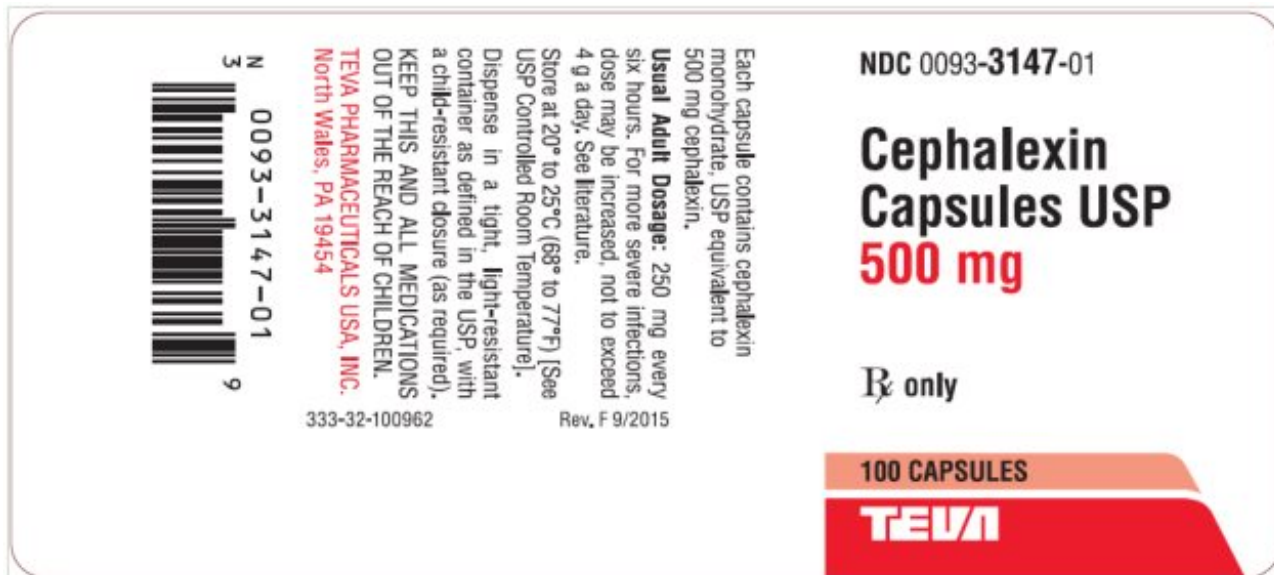 NDC 0093-3147-01
Cephalexin
Capsules USP
500 mg
Rx only
100 CAPSULES
TEVA
Each capsule contains cephalexin
monohydrate, USP equivalent to
500 mg cephalexin.
Usual Adult Dosage: 250 mg every
six hours. For more severe infections,
dose may be increased, not to exceed
4 g a day. See literature.
Store at 20° to 25°C (68° to 77°F) [See
USP Controlled Room Temperature].
Dispense in a tight, light-resistant
container as defined in the USP, with
a child-resistant closure (as required).
KEEP THIS AND ALL MEDICATIONS
OUT OF THE REACH OF CHILDREN.
TEVA PHARMACEUTICALS USA, INC.
North Wales, PA 19454
333-32-100962
Rev. F 9/2015
N
3 0093-3147-01 9